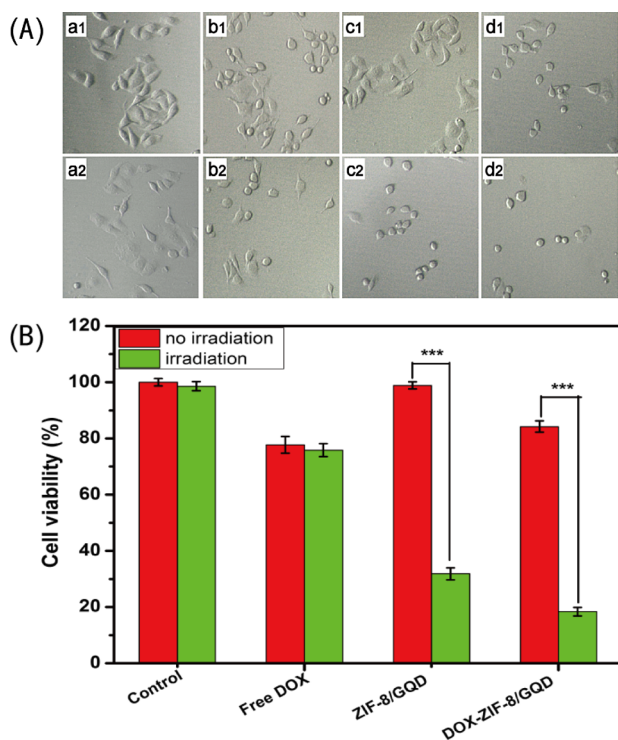 (A)
a1 b1 c1 d1
a2 b2 c2 d2
(B)
no irradiation
irradiation
*** ***
Cell viability (%)
120
100
80
60
40
20
0
Control Free DOX ZIF-8/GQD DOX-ZIF-8/GQD